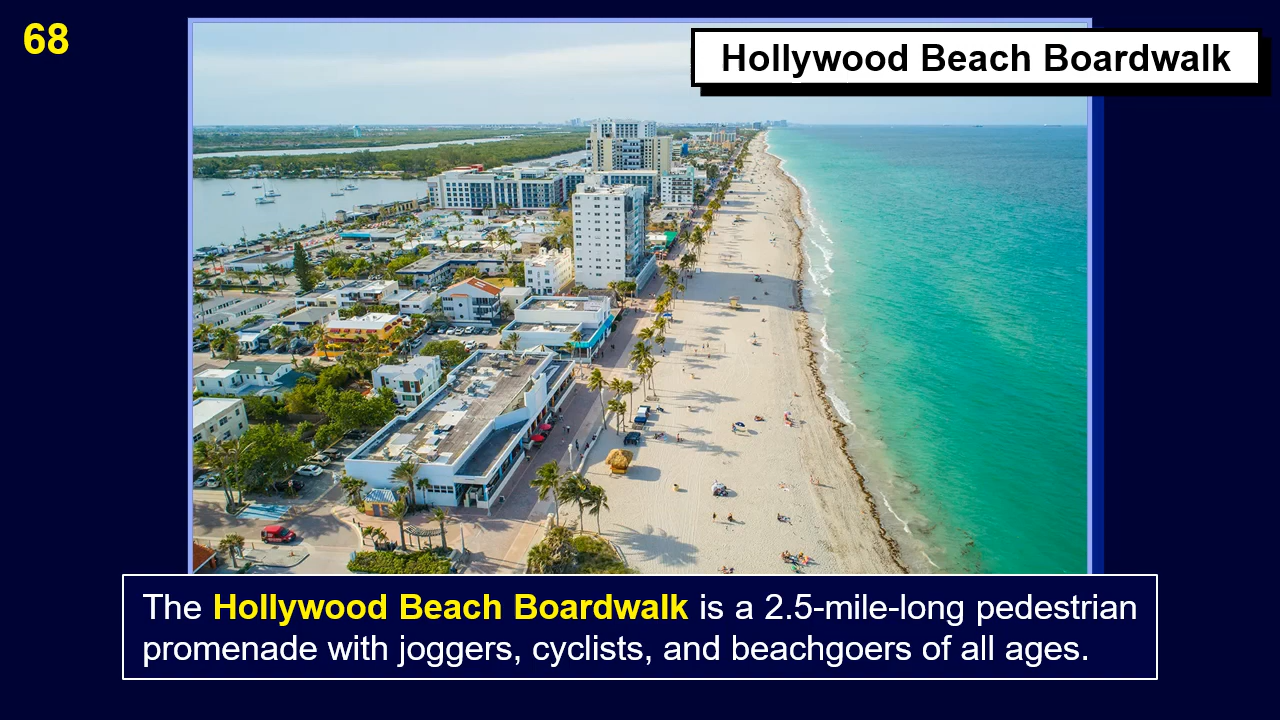 68
Hollywood Beach Boardwalk
The Hollywood Beach Boardwalk is a 2.5-mile-long pedestrian
promenade with joggers, cyclists, and beachgoers of all ages.